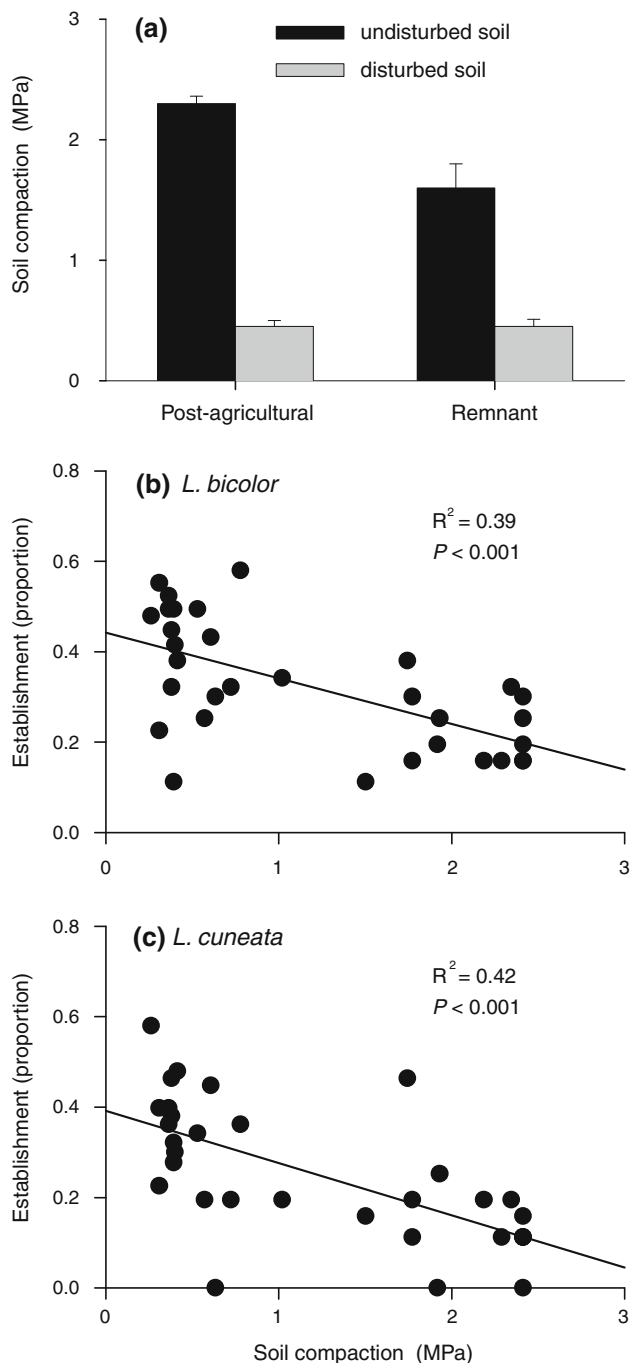 (a)
undisturbed soil
disturbed soil
Soil compaction (MPa)
3
2
1
0
Post-agricultural Remnant
(b) L. bicolor
R² = 0.39
P < 0.001
Establishment (proportion)
0.8
0.6
0.4
0.2
0.0
0 1 2 3
(c) L. cuneata
R² = 0.42
P < 0.001
Establishment (proportion)
0.8
0.6
0.4
0.2
0.0
0 1 2 3
Soil compaction (MPa)